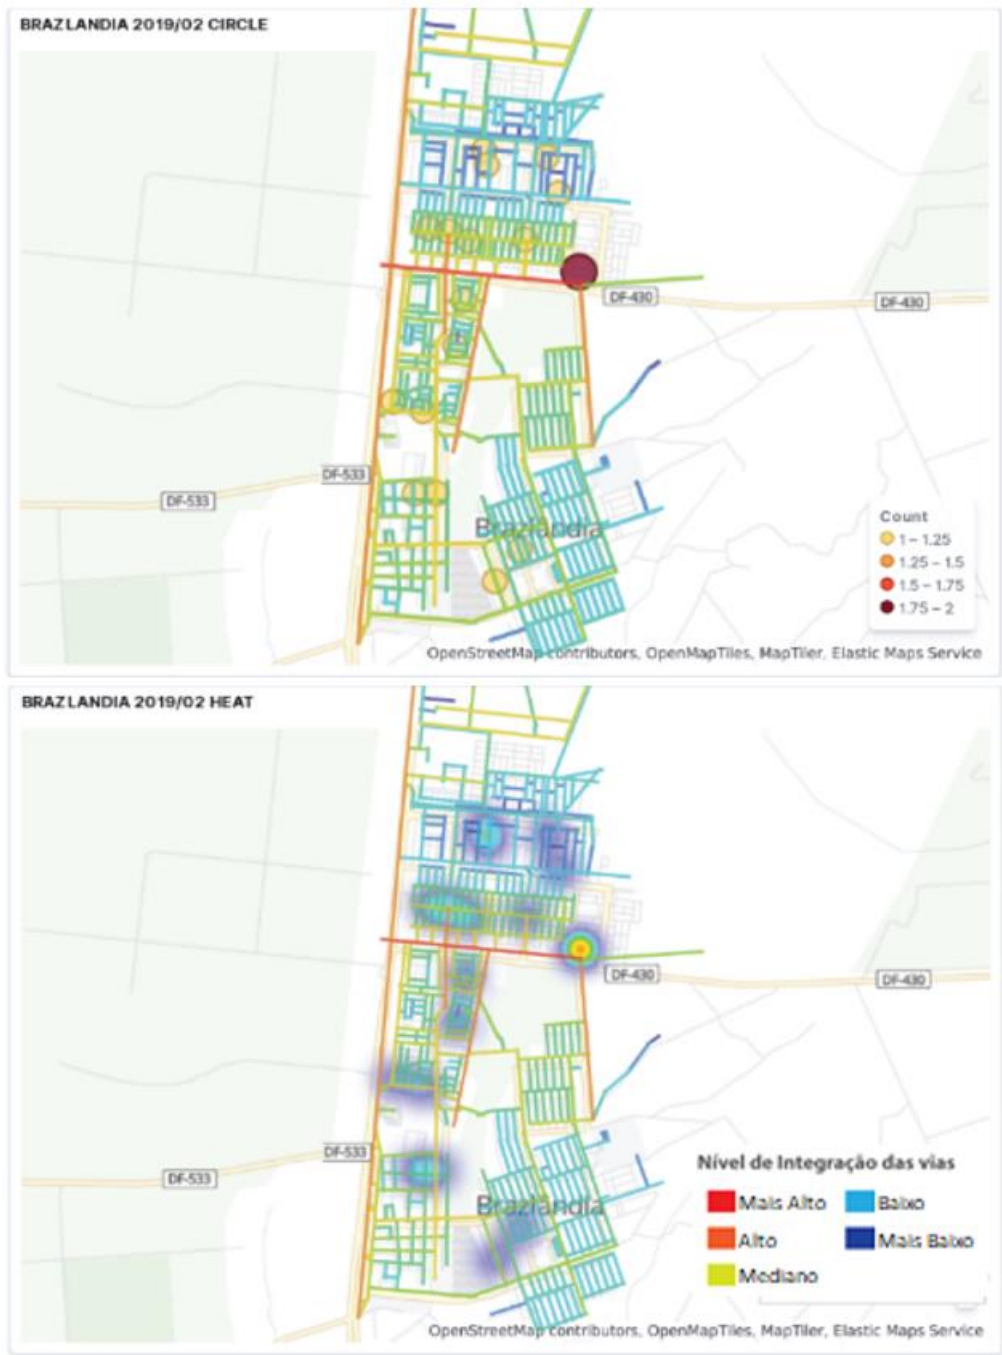 BRAZLANDIA 2019/02 CIRCLE
DF-430
DF-430
DF-533
DF-533
Brazlândia
Count
1 – 1.25
1.25 – 1.5
1.5 – 1.75
1.75 – 2
OpenStreetMap contributors, OpenMapTiles, MapTiler, Elastic Maps Service
BRAZLANDIA 2019/02 HEAT
DF-430
DF-430
DF-533
DF-533
Brazlândia
Nível de Integração das vias
Mais Alto
Baixo
Alto
Mais Baixo
Mediano
OpenStreetMap contributors, OpenMapTiles, MapTiler, Elastic Maps Service